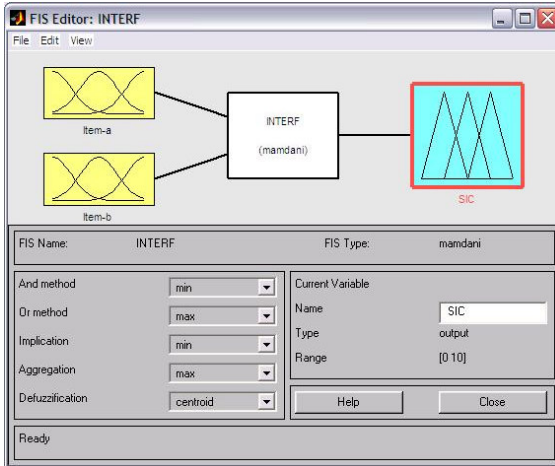 FIS Editor: INTERF
File Edit View
Item-a
Item-b
INTERF
(mamdani)
SIC
FIS Name: INTERF FIS Type: mamdani
And method min
Or method max
Implication min
Aggregation max
Defuzzification centroid
Current Variable
Name SIC
Type output
Range [0 10]
Help Close
Ready